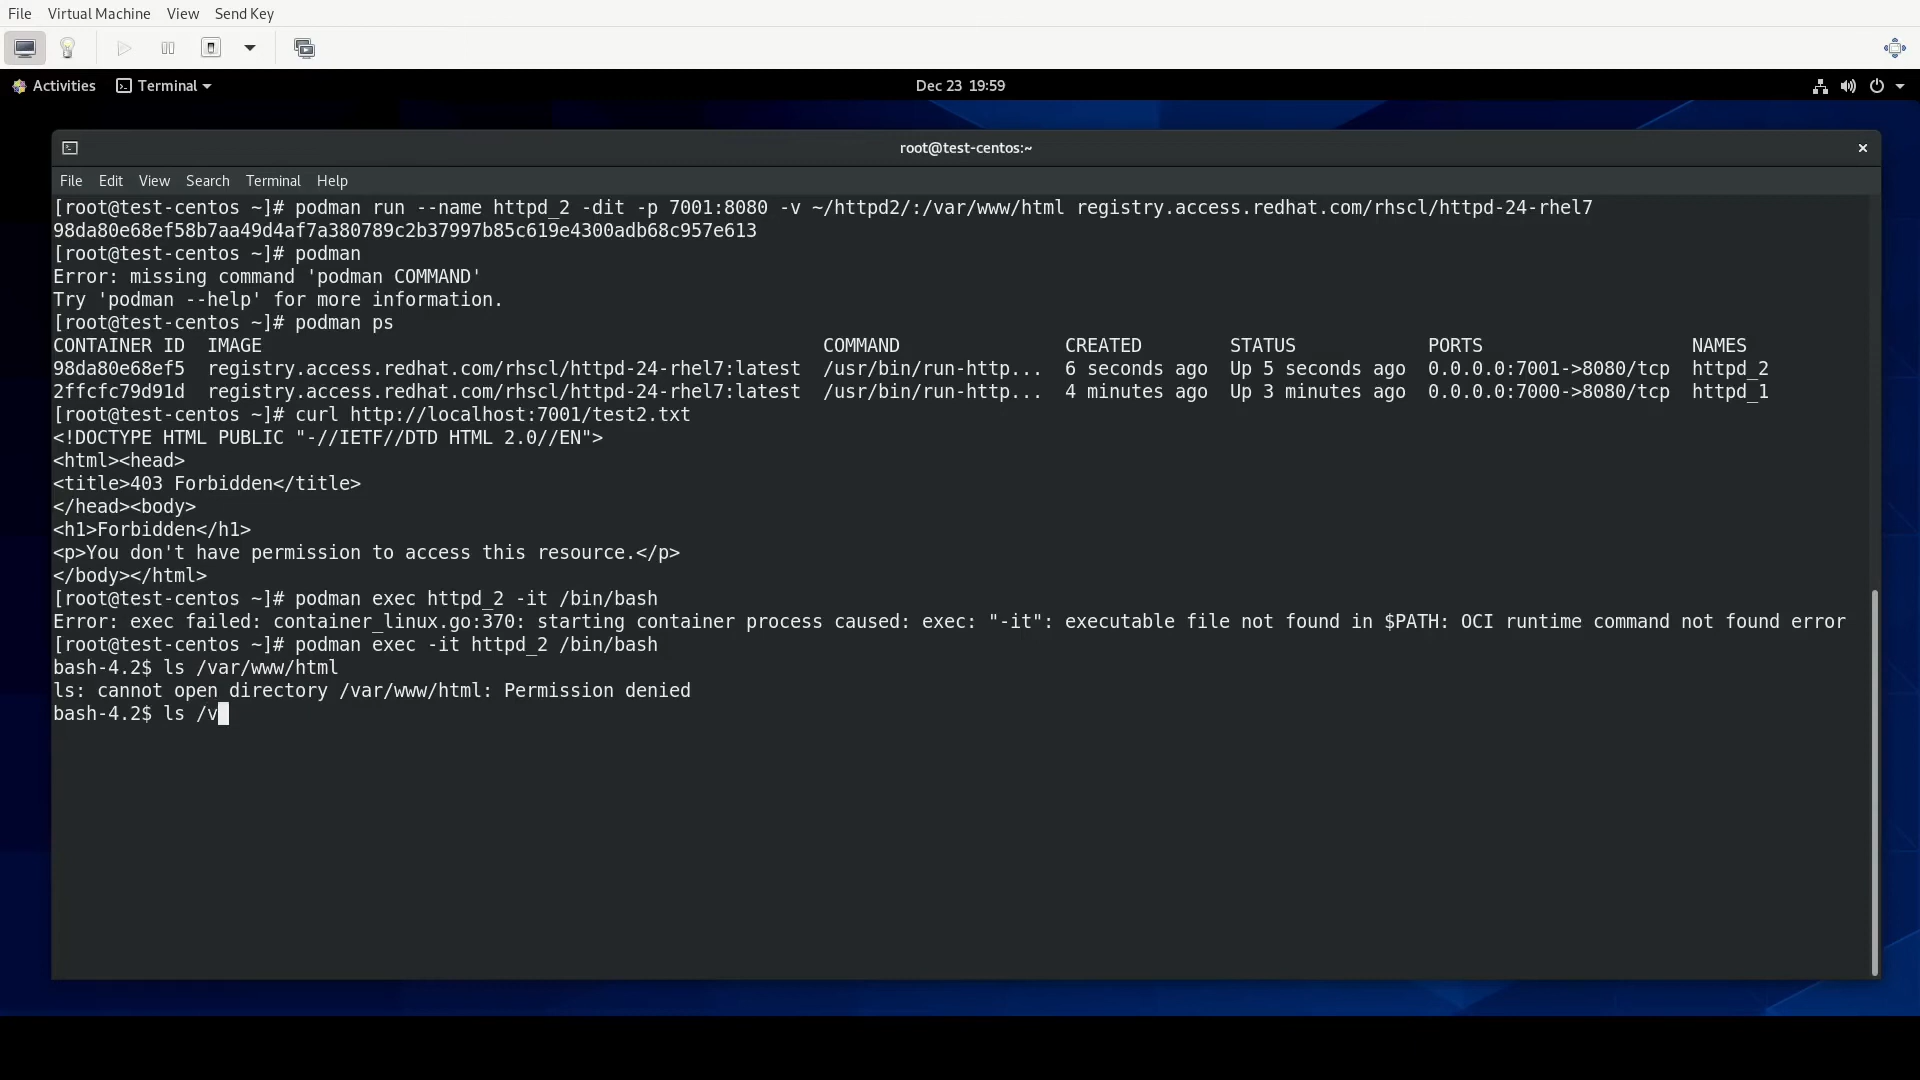 File Virtual Machine View Send Key
Activities Terminal Dec 23 19:59
root@test-centos:~ ×
File Edit View Search Terminal Help
[root@test-centos ~]# podman run --name httpd_2 -dit -p 7001:8080 -v ~/httpd2/:/var/www/html registry.access.redhat.com/rhscl/httpd-24-rhel7
98da80e68ef58b7aa49d4af7a380789c2b37997b85c619e4300adb68c957e613
[root@test-centos ~]# podman
Error: missing command 'podman COMMAND'
Try 'podman --help' for more information.
[root@test-centos ~]# podman ps
CONTAINER ID  IMAGE                                                   COMMAND               CREATED        STATUS            PORTS                   NAMES
98da80e68ef5  registry.access.redhat.com/rhscl/httpd-24-rhel7:latest  /usr/bin/run-http...  6 seconds ago  Up 5 seconds ago  0.0.0.0:7001->8080/tcp  httpd_2
2ffcfc79d91d  registry.access.redhat.com/rhscl/httpd-24-rhel7:latest  /usr/bin/run-http...  4 minutes ago  Up 3 minutes ago  0.0.0.0:7000->8080/tcp  httpd_1
[root@test-centos ~]# curl http://localhost:7001/test2.txt
<!DOCTYPE HTML PUBLIC "-//IETF//DTD HTML 2.0//EN">
<html><head>
<title>403 Forbidden</title>
</head><body>
<h1>Forbidden</h1>
<p>You don't have permission to access this resource.</p>
</body></html>
[root@test-centos ~]# podman exec httpd_2 -it /bin/bash
Error: exec failed: container_linux.go:370: starting container process caused: exec: "-it": executable file not found in $PATH: OCI runtime command not found error
[root@test-centos ~]# podman exec -it httpd_2 /bin/bash
bash-4.2$ ls /var/www/html
ls: cannot open directory /var/www/html: Permission denied
bash-4.2$ ls /v